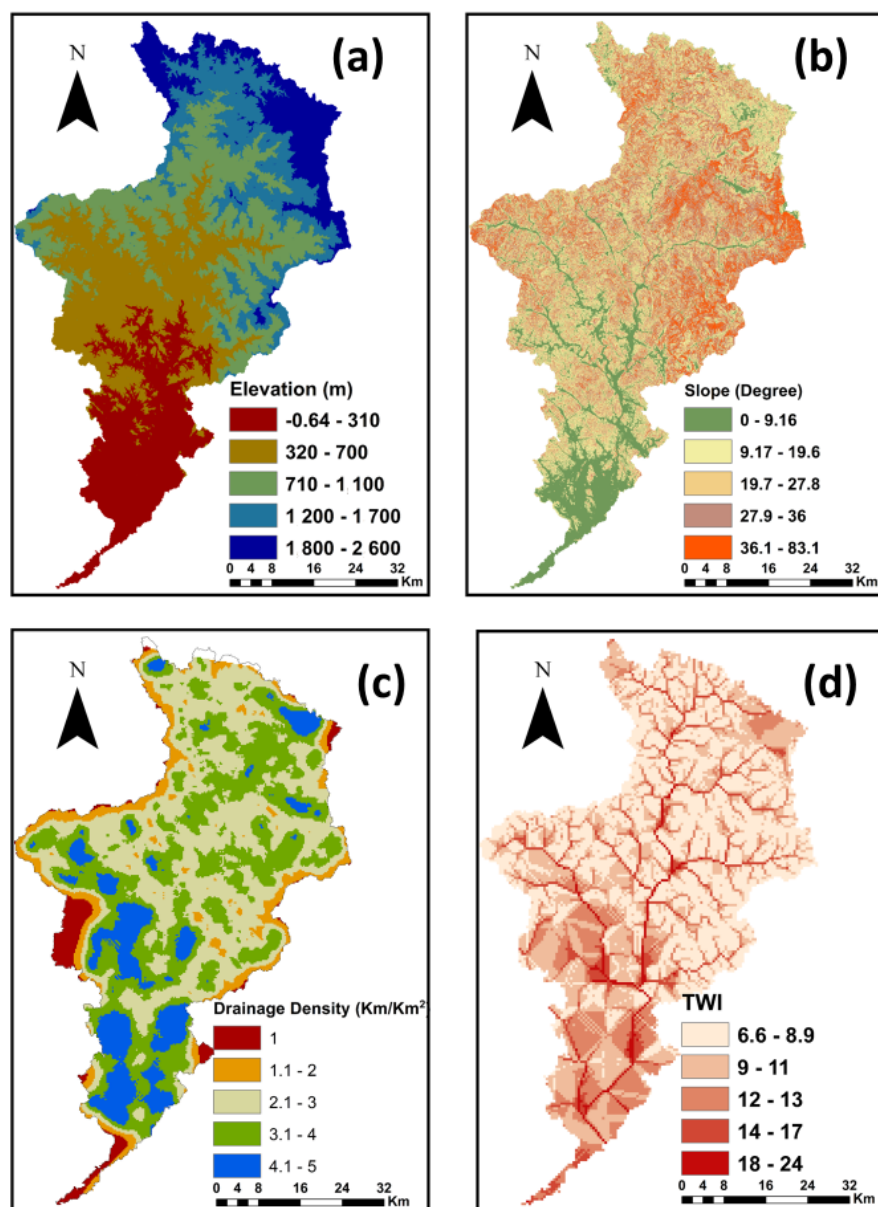 N
(a)
Elevation (m)
-0.64 - 310
320 - 700
710 - 1 100
1 200 - 1 700
1 800 - 2 600
0 4 8 16 24 32
Km
N
(b)
Slope (Degree)
0 - 9.16
9.17 - 19.6
19.7 - 27.8
27.9 - 36
36.1 - 83.1
0 4 8 16 24 32
Km
N
(c)
Drainage Density (Km/Km²
1
1.1 - 2
2.1 - 3
3.1 - 4
4.1 - 5
0 4 8 16 24 32
Km
N
(d)
TWI
6.6 - 8.9
9 - 11
12 - 13
14 - 17
18 - 24
0 4 8 16 24 32
Km